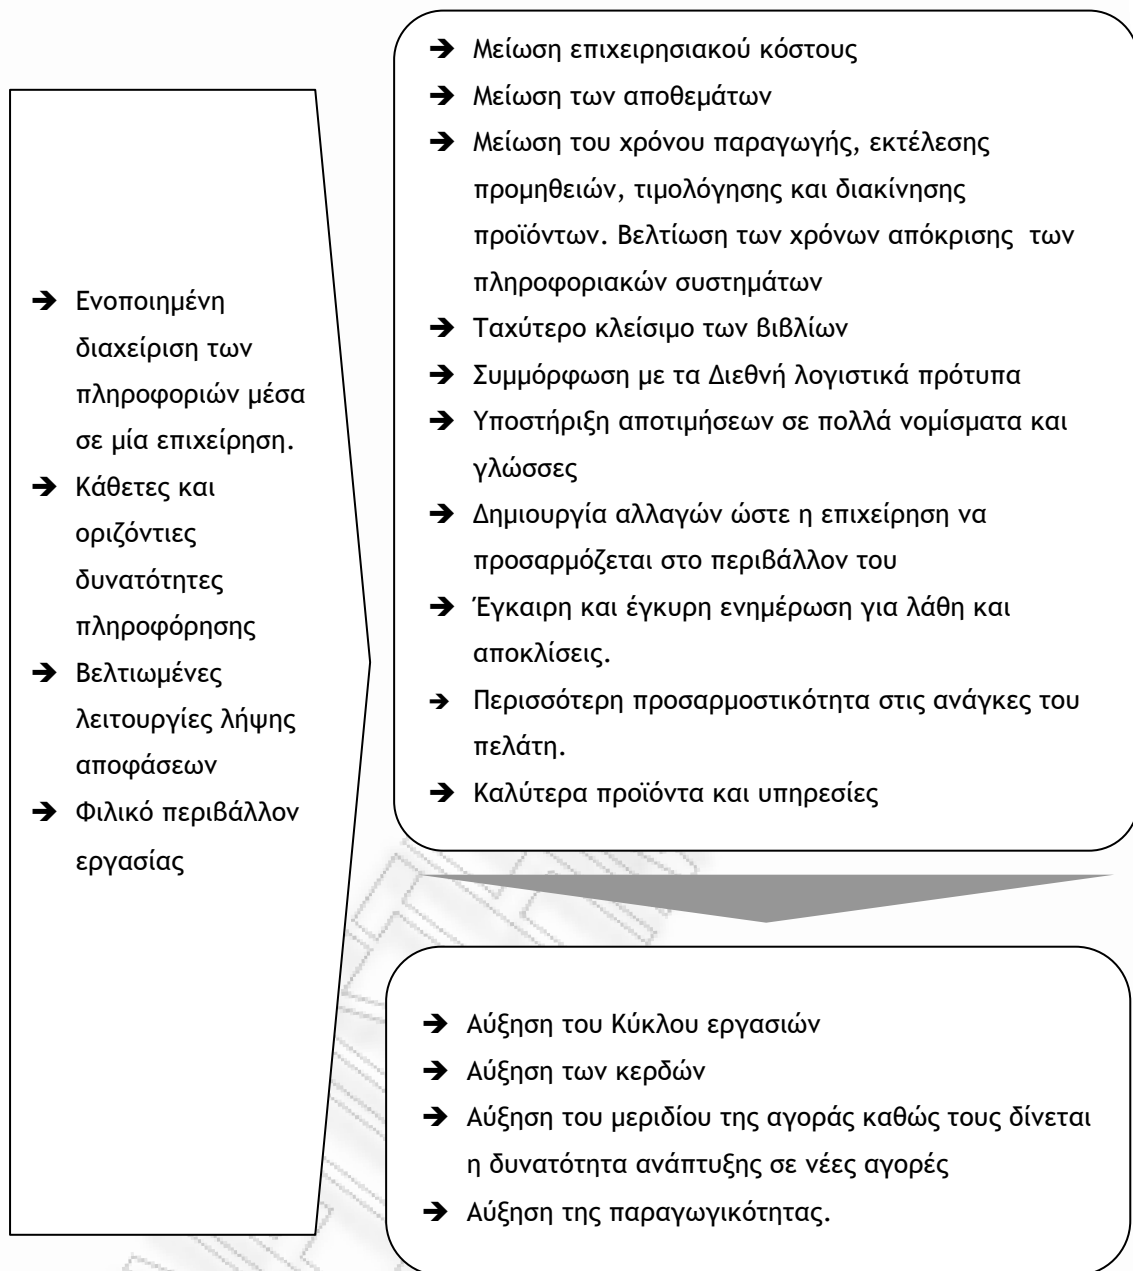 ➔ Ενοποιημένη
διαχείριση των
πληροφοριών μέσα
σε μία επιχείρηση.
➔ Κάθετες και
οριζόντιες
δυνατότητες
πληροφόρησης
➔ Βελτιωμένες
λειτουργίες λήψης
αποφάσεων
➔ Φιλικό περιβάλλον
εργασίας
➔ Μείωση επιχειρησιακού κόστους
➔ Μείωση των αποθεμάτων
➔ Μείωση του χρόνου παραγωγής, εκτέλεσης
προμηθειών, τιμολόγησης και διακίνησης
προϊόντων. Βελτίωση των χρόνων απόκρισης των
πληροφοριακών συστημάτων
➔ Ταχύτερο κλείσιμο των βιβλίων
➔ Συμμόρφωση με τα Διεθνή λογιστικά πρότυπα
➔ Υποστήριξη αποτιμήσεων σε πολλά νομίσματα και
γλώσσες
➔ Δημιουργία αλλαγών ώστε η επιχείρηση να
προσαρμόζεται στο περιβάλλον του
➔ Έγκαιρη και έγκυρη ενημέρωση για λάθη και
αποκλίσεις.
➔ Περισσότερη προσαρμοστικότητα στις ανάγκες του
πελάτη.
➔ Καλύτερα προϊόντα και υπηρεσίες
➔ Αύξηση του Κύκλου εργασιών
➔ Αύξηση των κερδών
➔ Αύξηση του μεριδίου της αγοράς καθώς τους δίνεται
η δυνατότητα ανάπτυξης σε νέες αγορές
➔ Αύξηση της παραγωγικότητας.